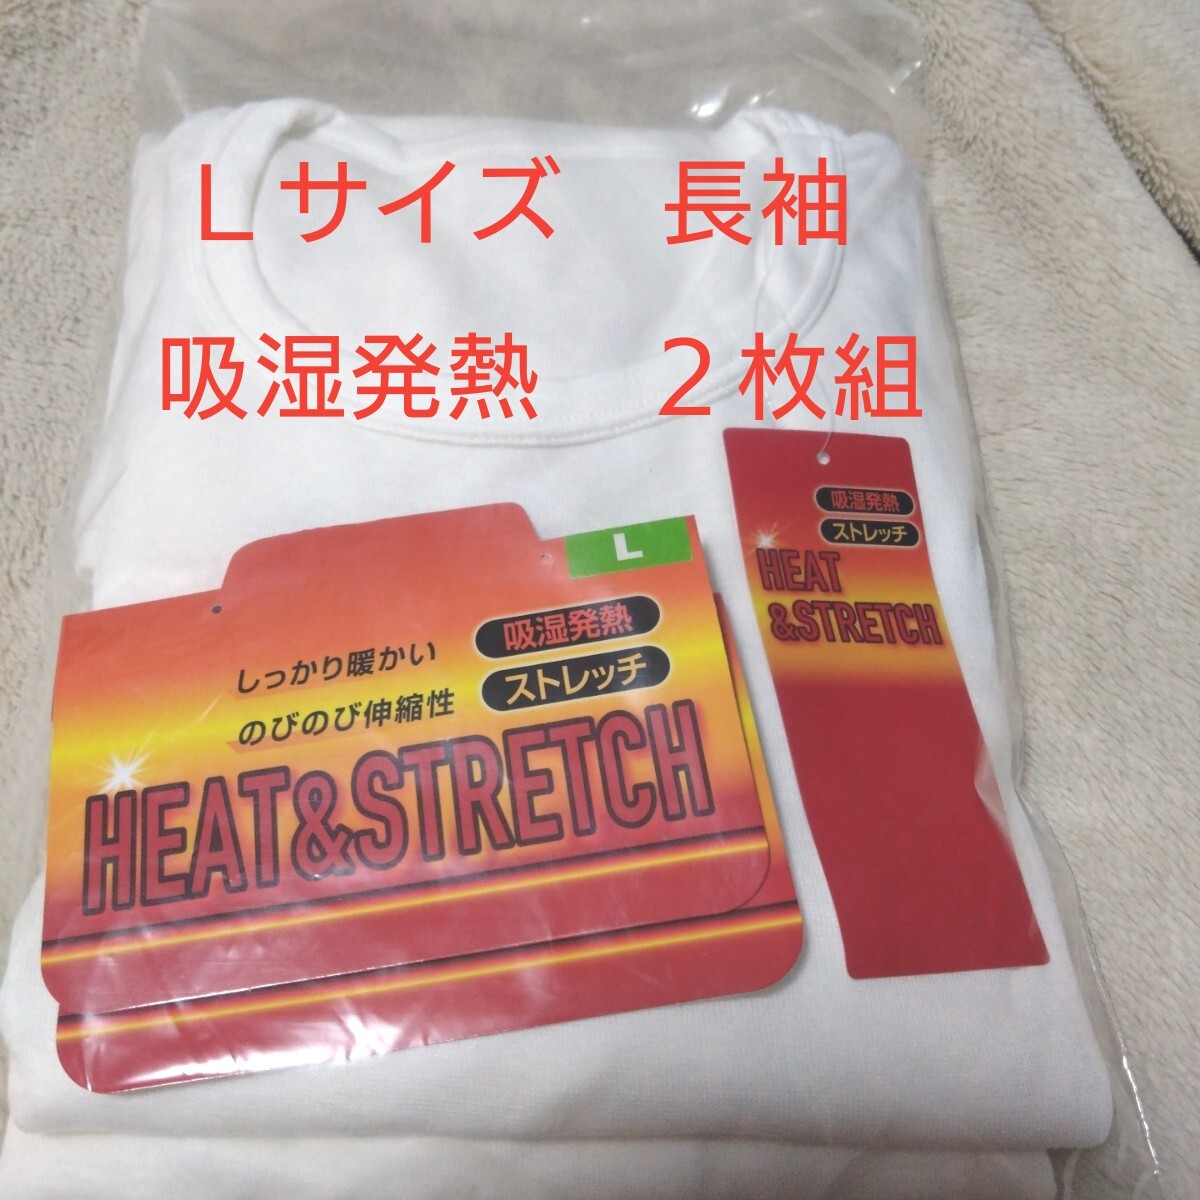 Ｌサイズ　長袖
吸湿発熱　２枚組
吸湿発熱
ストレッチ
HEAT
&STRETCH
L
しっかり暖かい
のびのび伸縮性
吸湿発熱
ストレッチ
HEAT&STRETCH